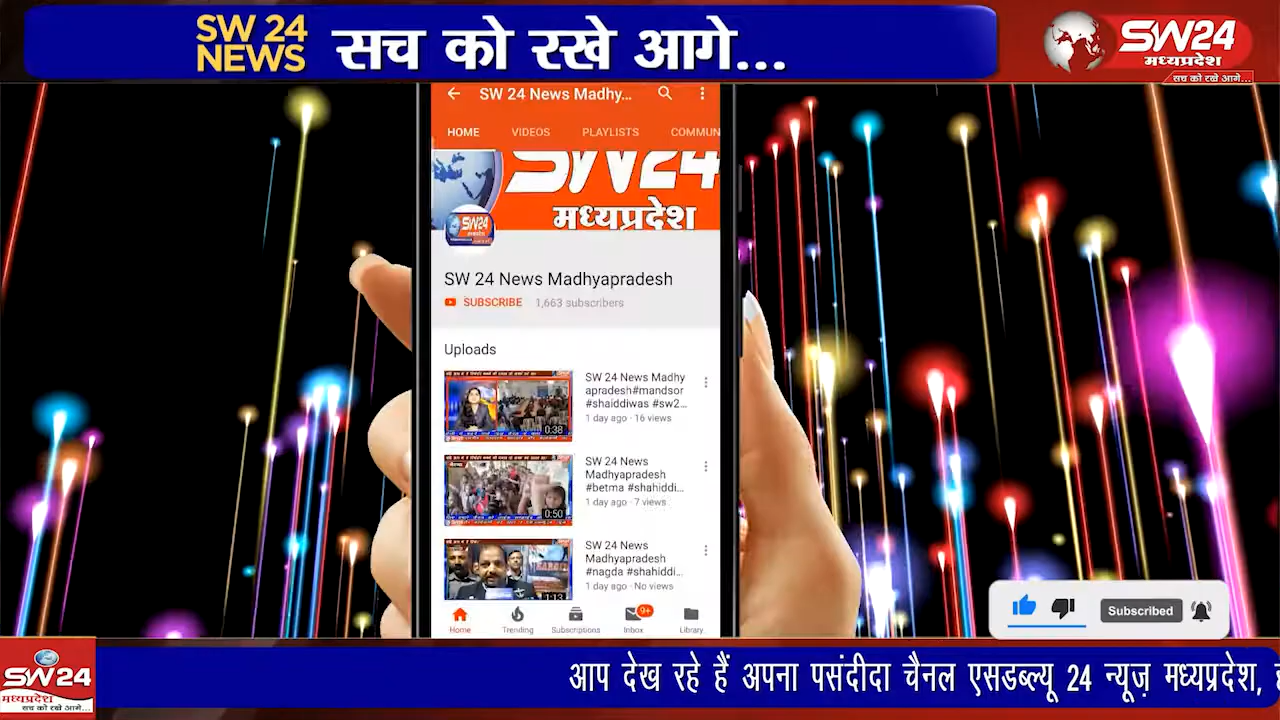 SW 24
NEWS
सच को रखे आगे...
SW24
मध्यप्रदेश
सच को रखे आगे...
SW 24 News Madhy...
HOME VIDEOS PLAYLISTS COMMUN
SW24
मध्यप्रदेश
SW24
SW 24 News Madhyapradesh
SUBSCRIBE 1,663 subscribers
Uploads
SW 24 News Madhy
apradesh#mandsor
#shaiddiwas #sw2...
1 day ago · 16 views
0:38
SW 24 News
Madhyapradesh
#betma #shahiddi...
1 day ago · 7 views
0:50
SW 24 News
Madhyapradesh
#nagda #shahiddi...
1 day ago · No views
1:13
9+
Home Trending Subscriptions Inbox Library
Subscribed
SW24
मध्यप्रदेश
सच को रखे आगे...
आप देख रहे हैं अपना पसंदीदा चैनल एसडब्ल्यू 24 न्यूज़ मध्यप्रदेश,